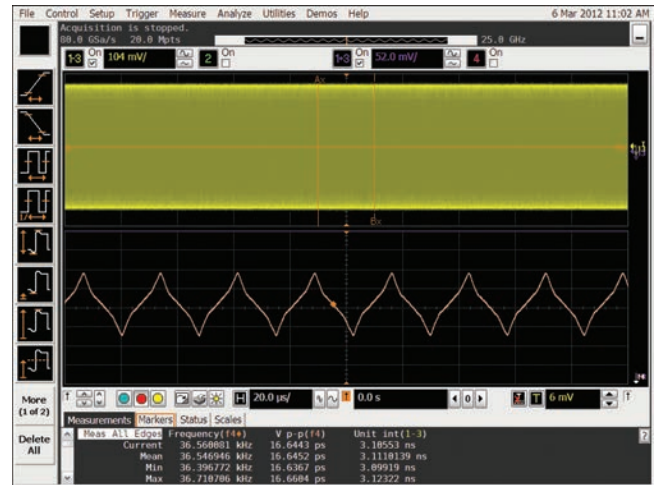 File Control Setup Trigger Measure Analyze Utilities Demos Help 6 Mar 2012 11:02 AM
Acquisition is stopped.
80.0 GSa/s 20.0 Mpts 25.0 GHz
1-3 On 104 mV/ 2 On 1-3 On 52.0 mV/ 4 On
Ax
Bx
More
(1 of 2)
Delete
All
H 20.0 µs/ 0.0 s 0 T 6 mV
Measurements Markers Status Scales
Meas All Edges Frequency(f4♦) V p-p(f4) Unit int(1-3)
Current 36.560081 kHz 16.6443 ps 3.10553 ns
Mean 36.546946 kHz 16.6452 ps 3.1110139 ns
Min 36.396772 kHz 16.6367 ps 3.09919 ns
Max 36.710706 kHz 16.6604 ps 3.12322 ns